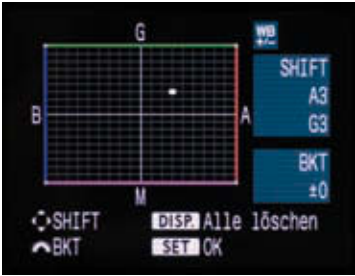 G
WB
+/−
SHIFT
A3
G3
B
A
BKT
±0
M
SHIFT
DISP. Alle löschen
BKT
SET OK